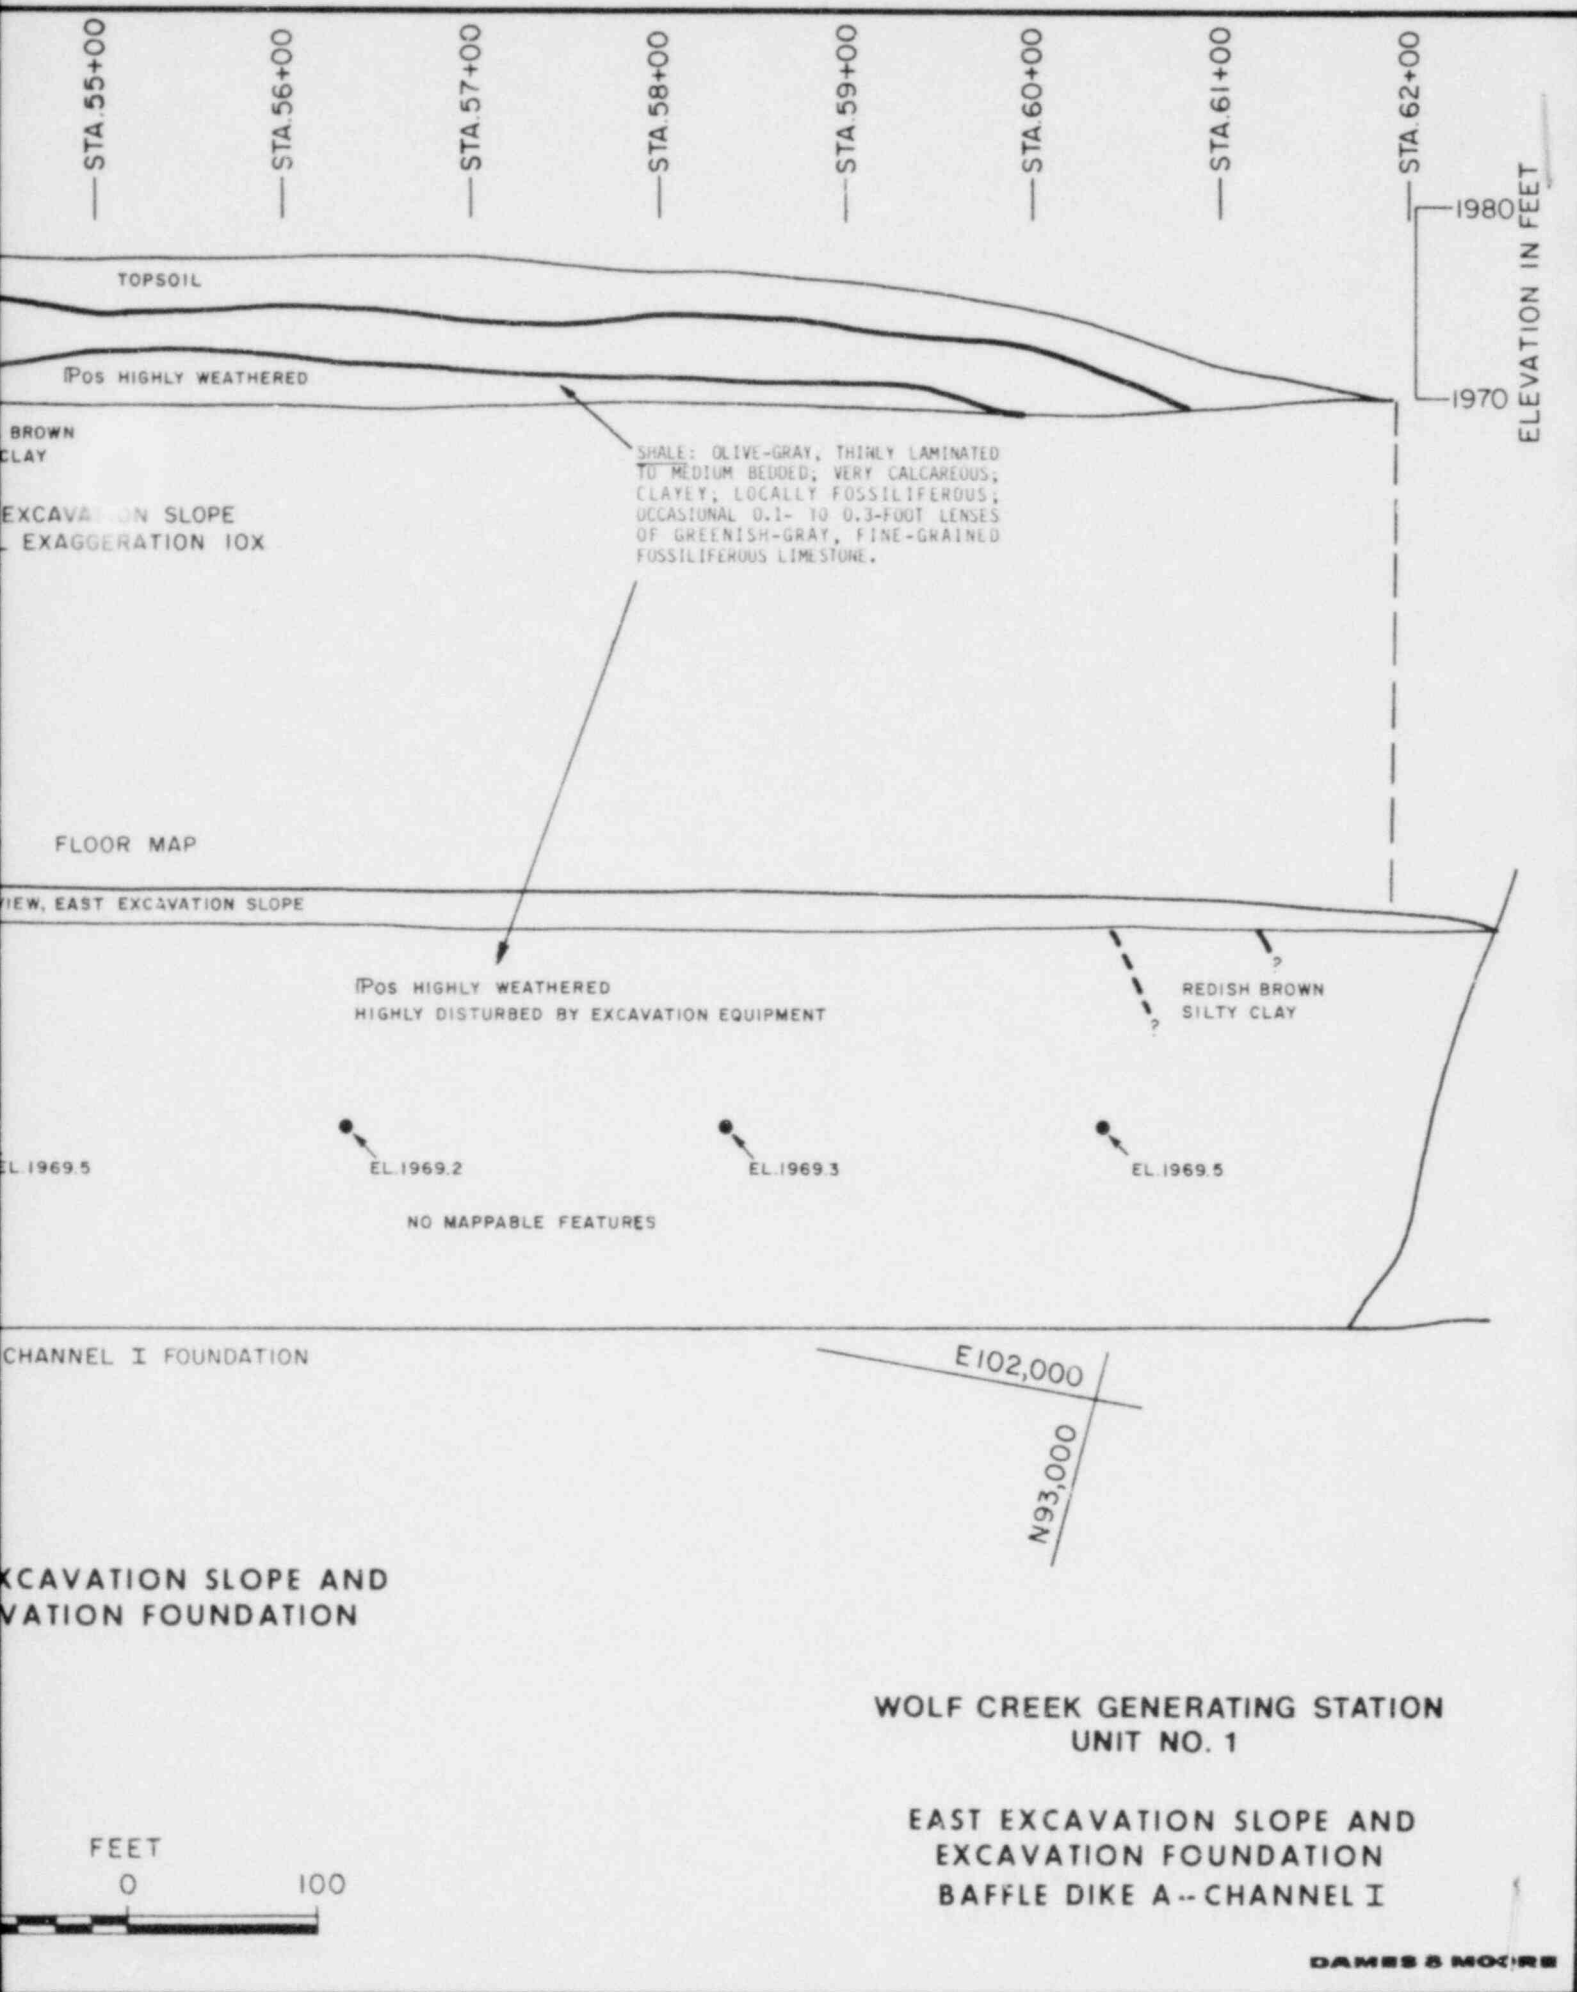 STA.55+00
STA.56+00
STA.57+00
STA.58+00
STA.59+00
STA.60+00
STA.61+00
STA.62+00
1980
ELEVATION IN FEET
TOPSOIL
ℙos HIGHLY WEATHERED
1970
BROWN
CLAY
SHALE: OLIVE-GRAY, THINLY LAMINATED
TO MEDIUM BEDDED; VERY CALCAREOUS;
CLAYEY; LOCALLY FOSSILIFEROUS;
OCCASIONAL 0.1- TO 0.3-FOOT LENSES
OF GREENISH-GRAY, FINE-GRAINED
FOSSILIFEROUS LIMESTONE.
EXCAVATION SLOPE
EXAGGERATION 10X
FLOOR MAP
VIEW, EAST EXCAVATION SLOPE
?
ℙos HIGHLY WEATHERED
HIGHLY DISTURBED BY EXCAVATION EQUIPMENT
?
REDISH BROWN
SILTY CLAY
EL.1969.5
EL.1969.2
EL.1969.3
EL.1969.5
NO MAPPABLE FEATURES
CHANNEL I FOUNDATION
E102,000
N93,000
XCAVATION SLOPE AND
VATION FOUNDATION
WOLF CREEK GENERATING STATION
UNIT NO. 1
EAST EXCAVATION SLOPE AND
EXCAVATION FOUNDATION
BAFFLE DIKE A -- CHANNEL I
FEET
0 100
DAMES & MOORE